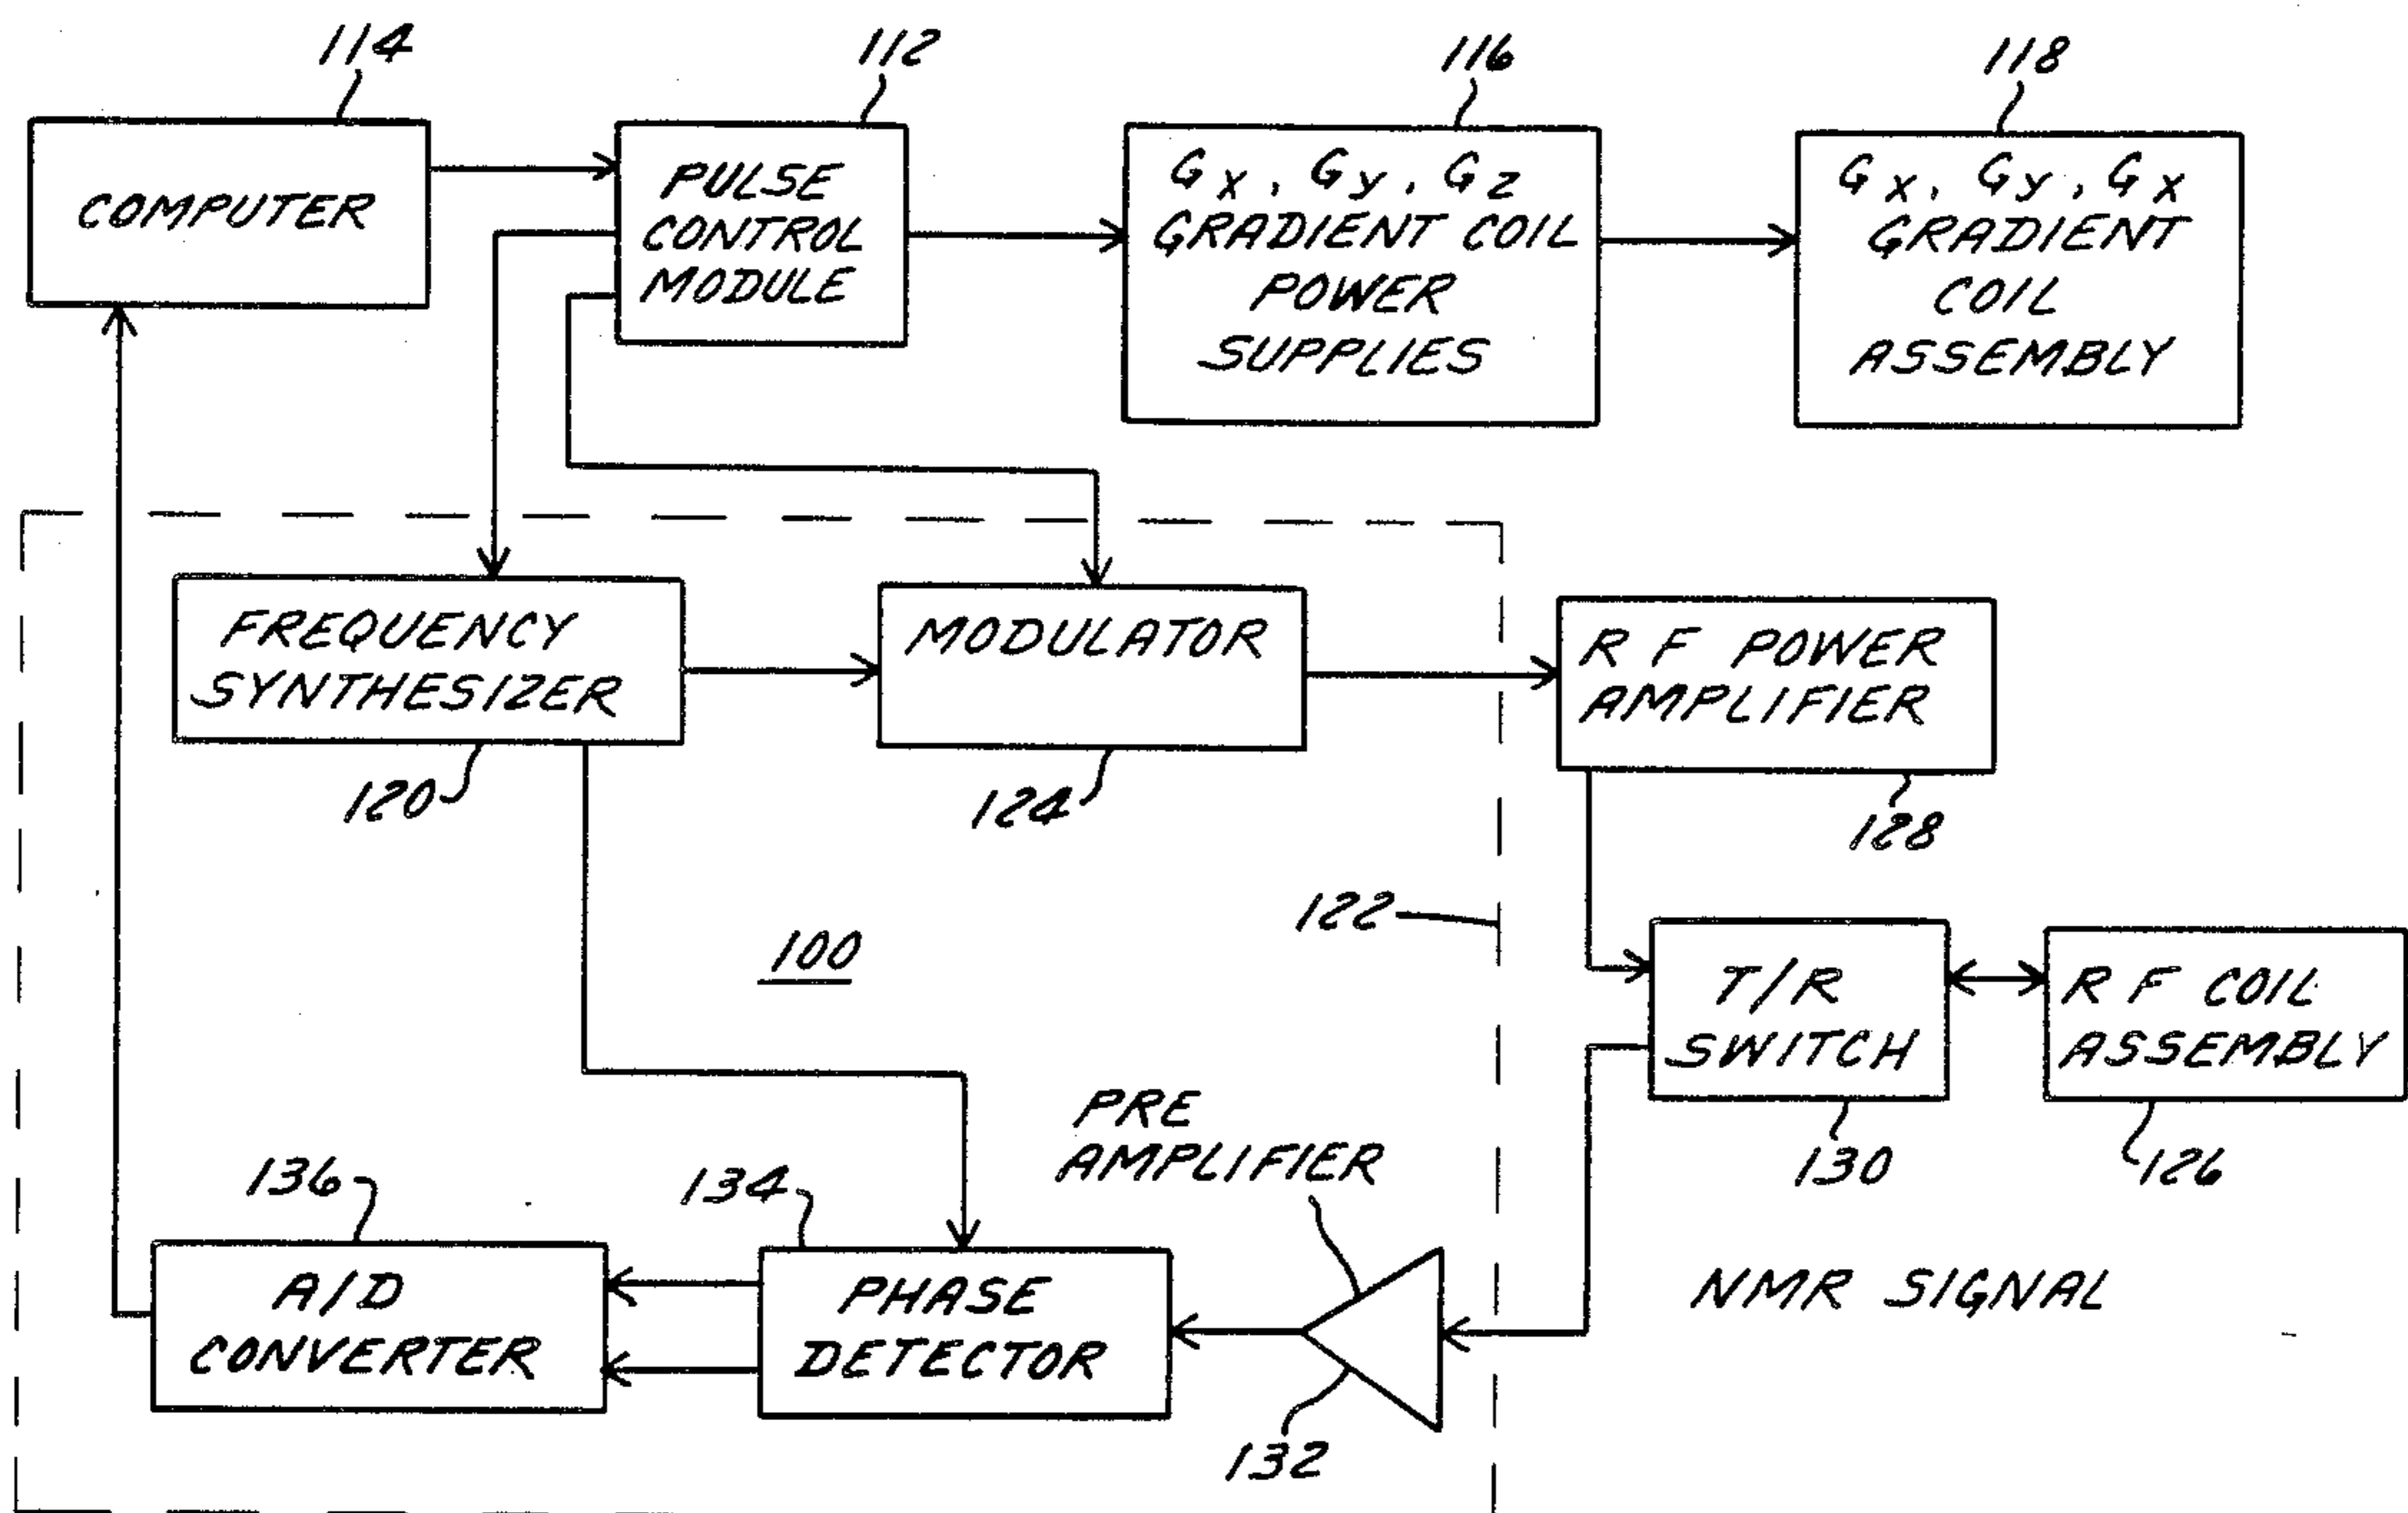 114
112
116
118
COMPUTER
PULSE
CONTROL
MODULE
Gx, Gy, Gz
GRADIENT COIL
POWER
SUPPLIES
Gx, Gy, Gx
GRADIENT
COIL
ASSEMBLY
FREQUENCY
SYNTHESIZER
MODULATOR
R F POWER
AMPLIFIER
120
124
128
122
100
T/R
SWITCH
R F COIL
ASSEMBLY
130
126
PRE
AMPLIFIER
136
134
A/D
CONVERTER
PHASE
DETECTOR
NMR SIGNAL
132